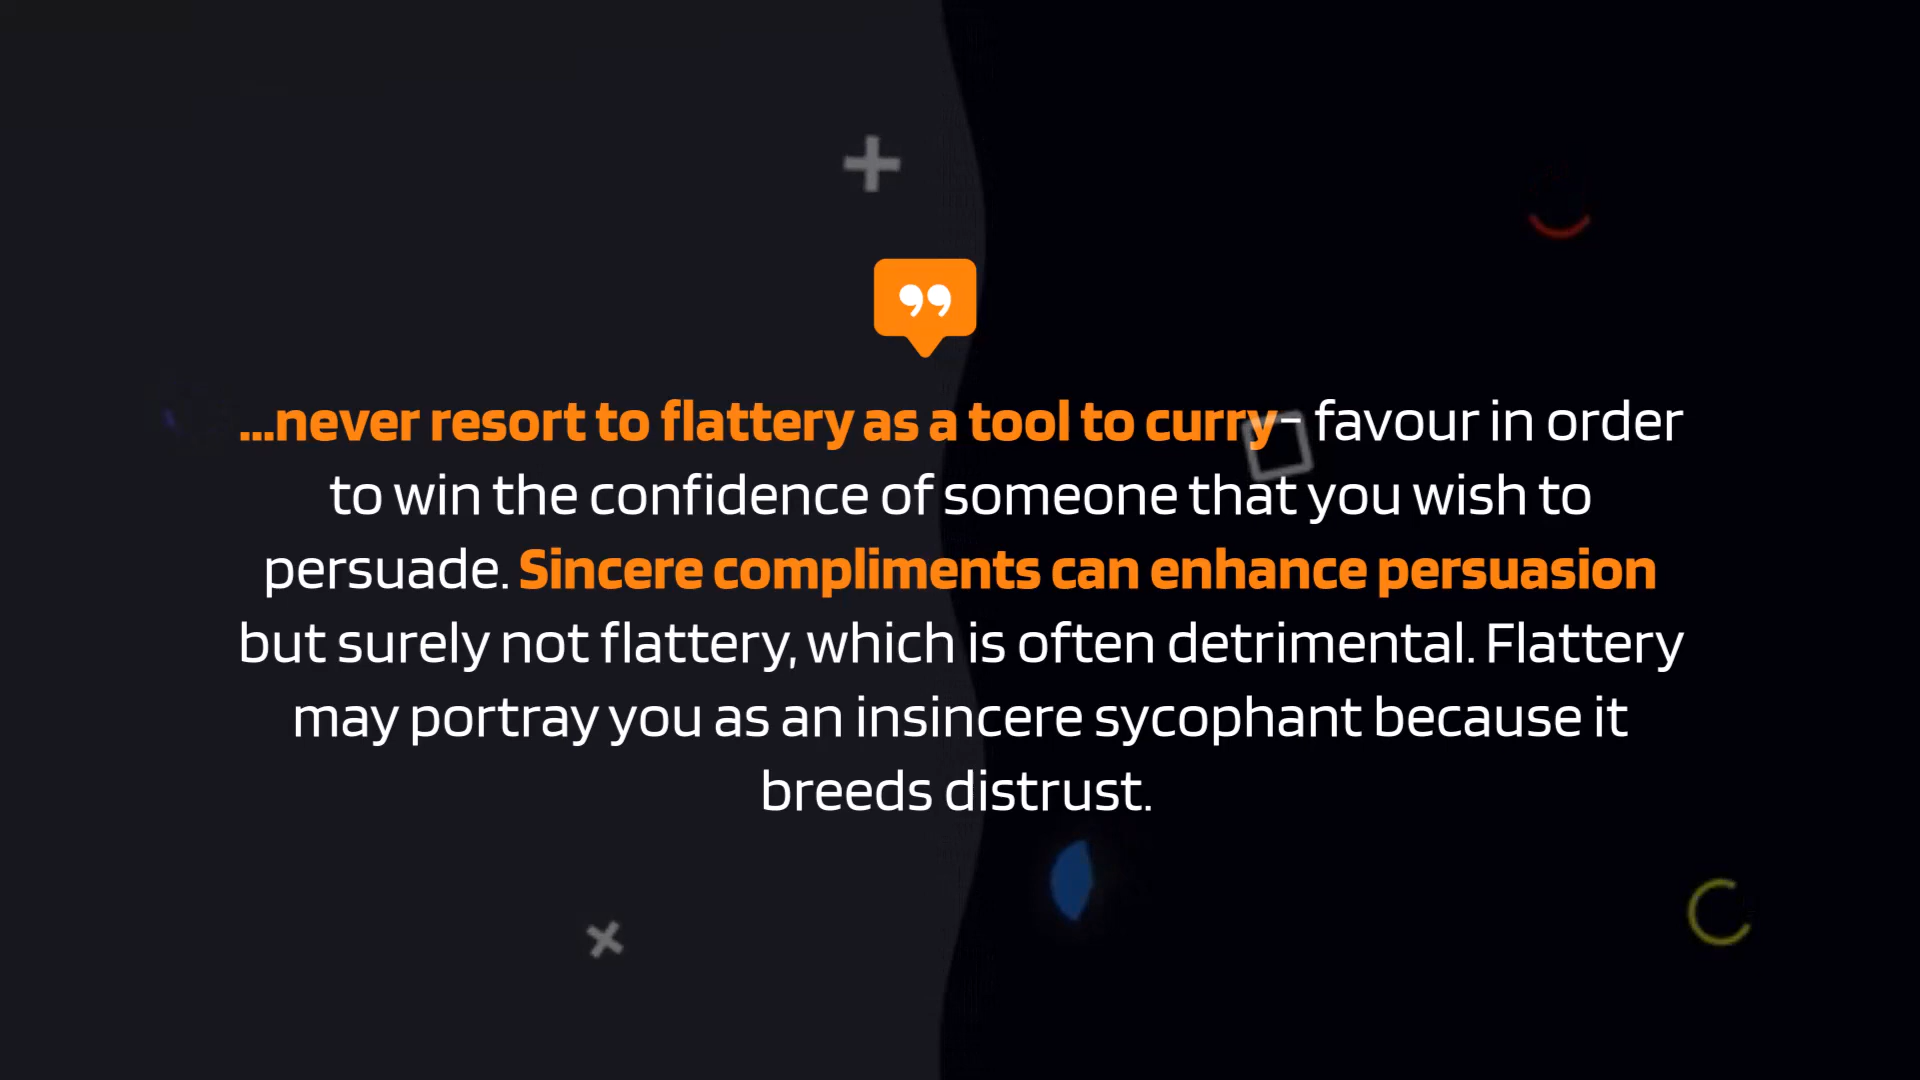 ...never resort to flattery as a tool to curry- favour in order
to win the confidence of someone that you wish to
persuade. Sincere compliments can enhance persuasion
but surely not flattery, which is often detrimental. Flattery
may portray you as an insincere sycophant because it
breeds distrust.